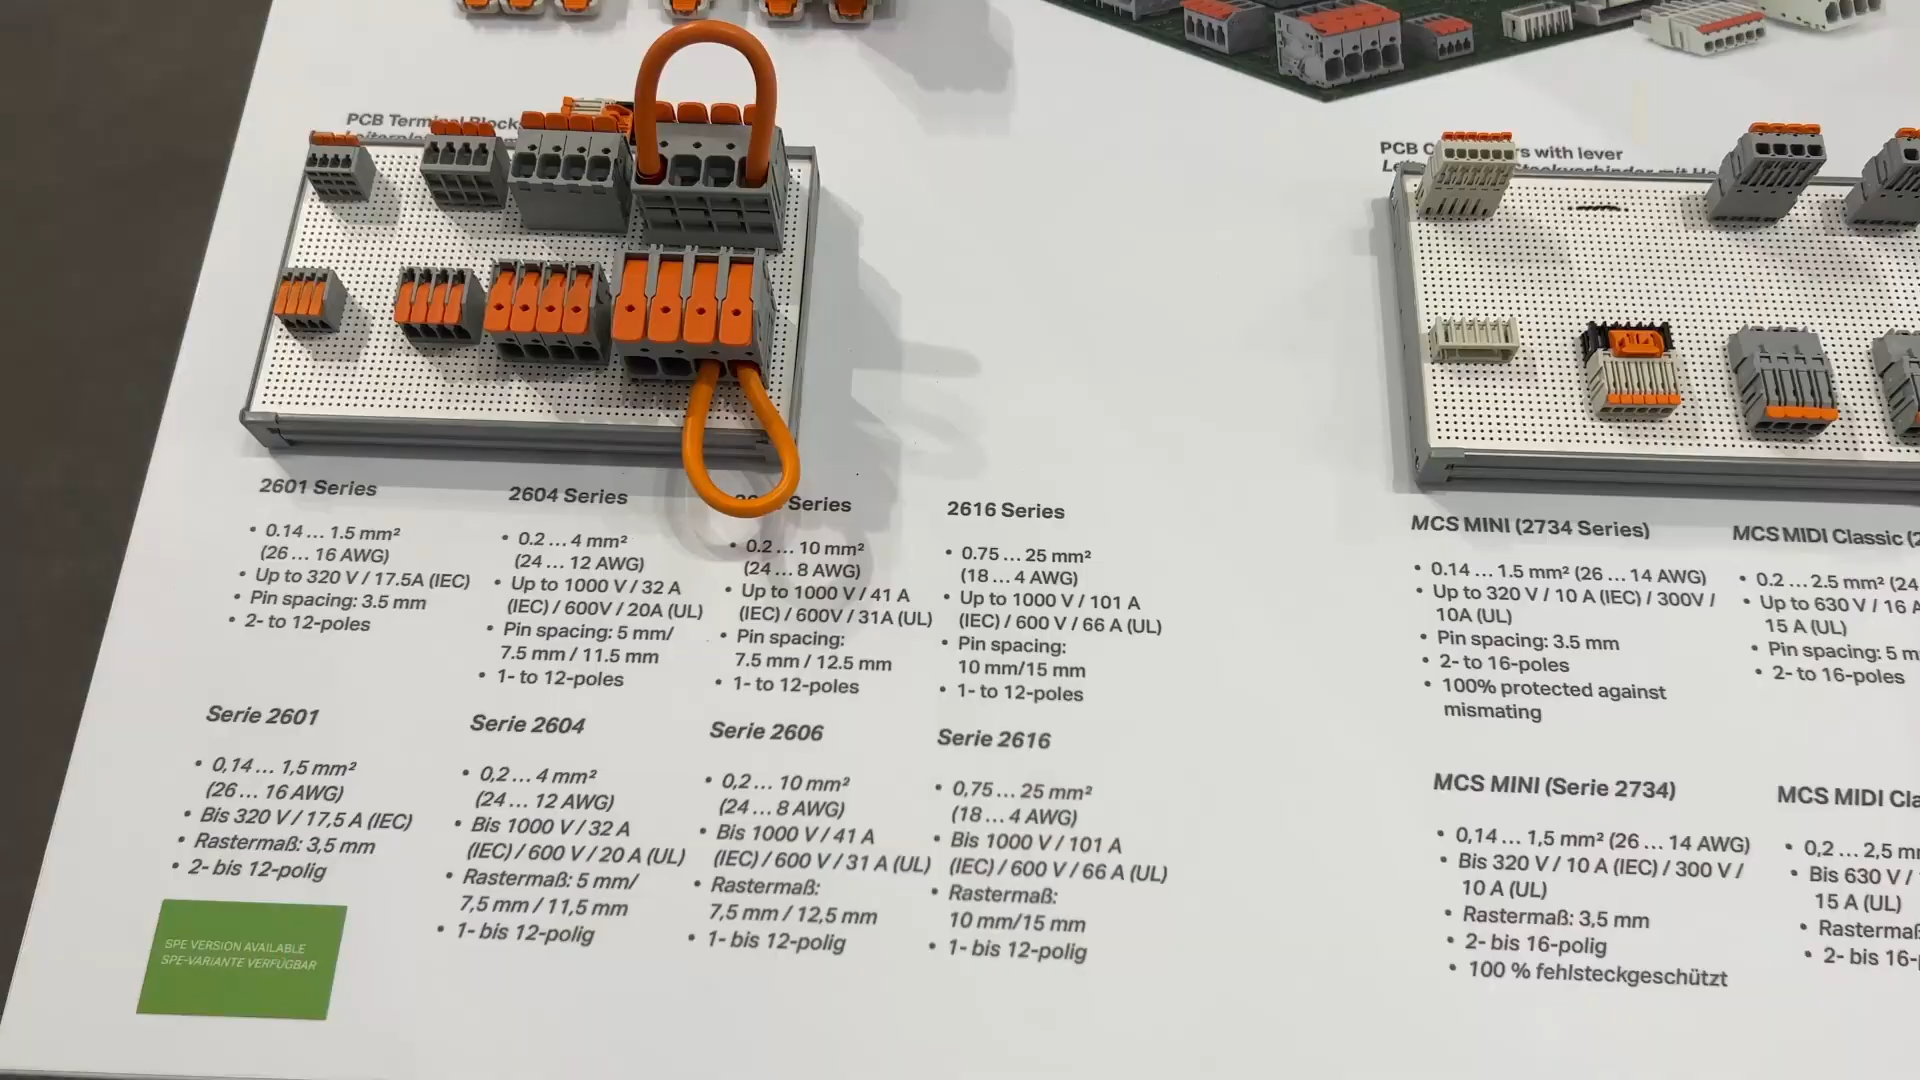 PCB Terminal Blocks
PCB C
rs with lever
2601 Series
• 0.14 … 1.5 mm²
(26 … 16 AWG)
• Up to 320 V / 17.5A (IEC)
• Pin spacing: 3.5 mm
• 2- to 12-poles
2604 Series
• 0.2 … 4 mm²
(24 … 12 AWG)
• Up to 1000 V / 32 A
(IEC) / 600V / 20A (UL)
• Pin spacing: 5 mm/
7.5 mm / 11.5 mm
• 1- to 12-poles
Series
• 0.2 … 10 mm²
(24 … 8 AWG)
• Up to 1000 V / 41 A
(IEC) / 600V / 31A (UL)
• Pin spacing:
7.5 mm / 12.5 mm
• 1- to 12-poles
2616 Series
• 0.75 … 25 mm²
(18 … 4 AWG)
• Up to 1000 V / 101 A
(IEC) / 600 V / 66 A (UL)
• Pin spacing:
10 mm/15 mm
• 1- to 12-poles
Serie 2601
• 0,14 … 1,5 mm²
(26 … 16 AWG)
• Bis 320 V / 17,5 A (IEC)
• Rastermaß: 3,5 mm
• 2- bis 12-polig
Serie 2604
• 0,2 … 4 mm²
(24 … 12 AWG)
• Bis 1000 V / 32 A
(IEC) / 600 V / 20 A (UL)
• Rastermaß: 5 mm/
7,5 mm / 11,5 mm
• 1- bis 12-polig
Serie 2606
• 0,2 … 10 mm²
(24 … 8 AWG)
• Bis 1000 V / 41 A
(IEC) / 600 V / 31 A (UL)
• Rastermaß:
7,5 mm / 12,5 mm
• 1- bis 12-polig
Serie 2616
• 0,75 … 25 mm²
(18 … 4 AWG)
• Bis 1000 V / 101 A
(IEC) / 600 V / 66 A (UL)
• Rastermaß:
10 mm/15 mm
• 1- bis 12-polig
SPE VERSION AVAILABLE
SPE-VARIANTE VERFÜGBAR
MCS MINI (2734 Series)
• 0.14 … 1.5 mm² (26 … 14 AWG)
• Up to 320 V / 10 A (IEC) / 300V /
10A (UL)
• Pin spacing: 3.5 mm
• 2- to 16-poles
• 100% protected against
mismating
MCS MIDI Classic (2
• 0.2 … 2.5 mm² (24
• Up to 630 V / 16 A
15 A (UL)
• Pin spacing: 5 m
• 2- to 16-poles
MCS MINI (Serie 2734)
• 0,14 … 1,5 mm² (26 … 14 AWG)
• Bis 320 V / 10 A (IEC) / 300 V /
10 A (UL)
• Rastermaß: 3,5 mm
• 2- bis 16-polig
• 100 % fehlsteckgeschützt
MCS MIDI Cla
• 0,2 … 2,5 m
• Bis 630 V /
15 A (UL)
• Rastermaß
• 2- bis 16-